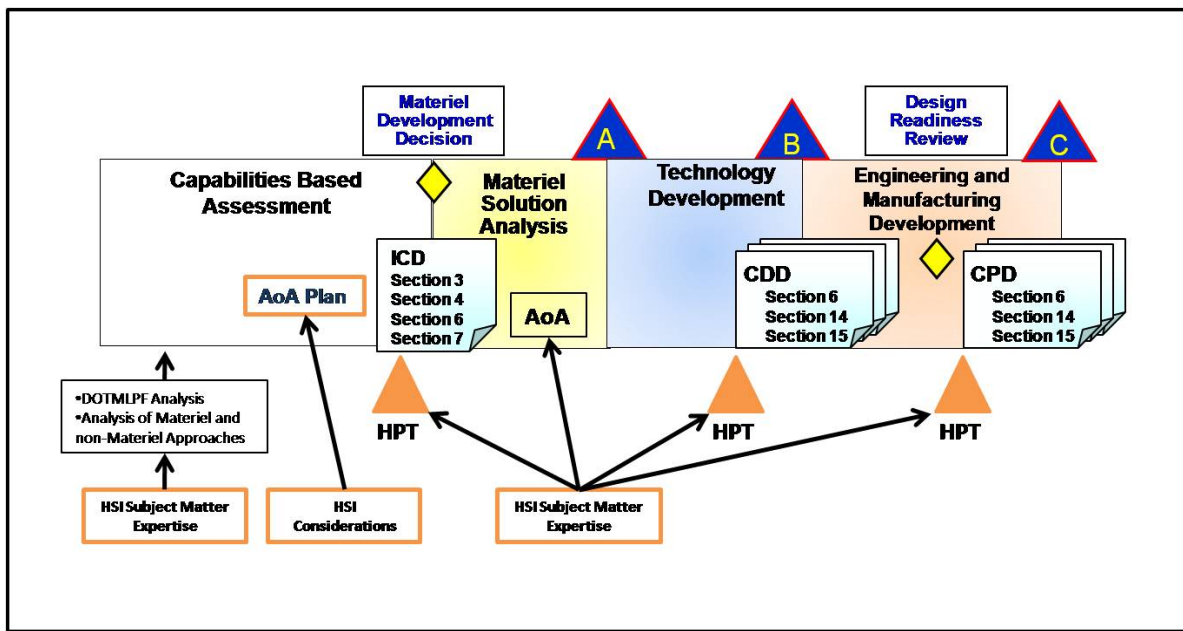 Materiel
Development
Decision
A
B
Design
Readiness
Review
C
Capabilities Based
Assessment
Materiel
Solution
Analysis
Technology
Development
Engineering and
Manufacturing
Development
AoA Plan
ICD
Section 3
Section 4
Section 6
Section 7
AoA
CDD
Section 6
Section 14
Section 15
CPD
Section 6
Section 14
Section 15
•DOTMLPF Analysis
•Analysis of Materiel and
non-Materiel Approaches
HPT
HPT
HPT
HSI Subject Matter
Expertise
HSI
Considerations
HSI Subject Matter
Expertise